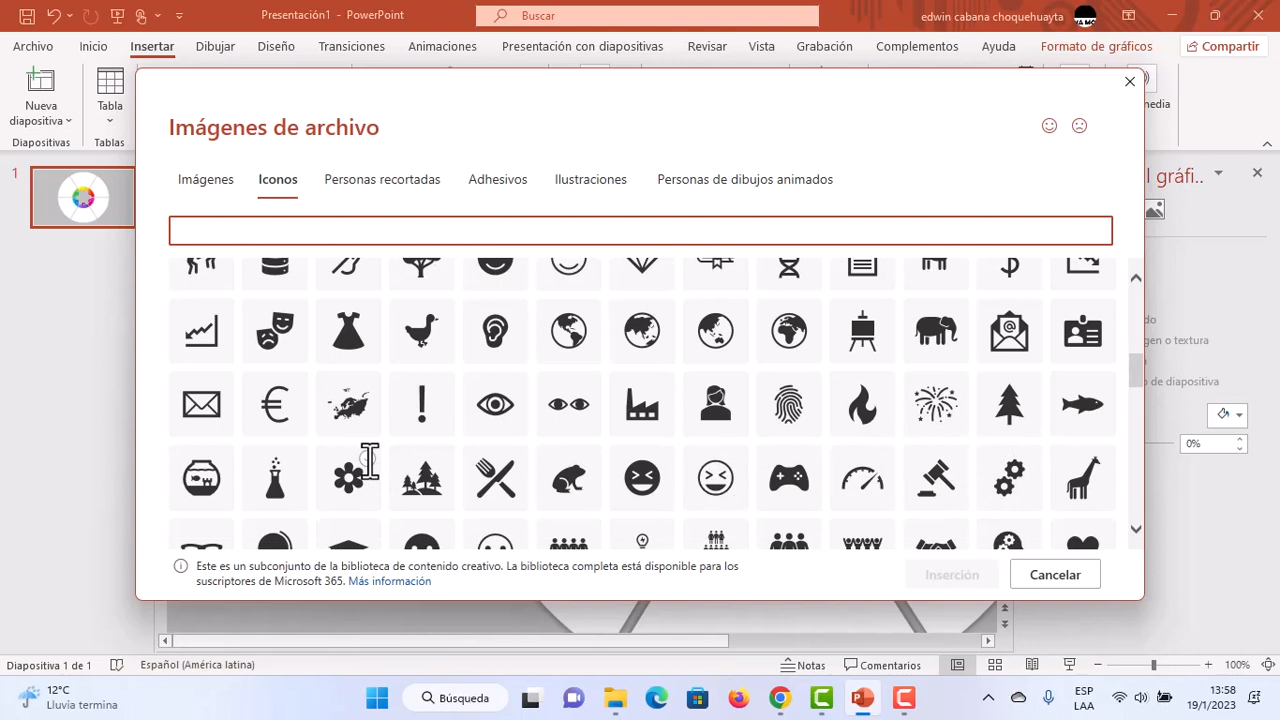 Presentación1 - PowerPoint
Buscar
edwin cabana choquehuayta
Archivo
Inicio
Insertar
Dibujar
Diseño
Transiciones
Animaciones
Presentación con diapositivas
Revisar
Vista
Grabación
Complementos
Ayuda
Formato de gráficos
Compartir
Nueva
diapositiva
Diapositivas
Tabla
Tablas
media
1
Imágenes de archivo
Imágenes
Iconos
Personas recortadas
Adhesivos
Ilustraciones
Personas de dibujos animados
l gráfi...
do
gen o textura
o de diapositiva
0%
Este es un subconjunto de la biblioteca de contenido creativo. La biblioteca completa está disponible para los
suscriptores de Microsoft 365. Más información
Inserción
Cancelar
Diapositiva 1 de 1
Español (América latina)
Notas
Comentarios
100%
12°C
Lluvia termina
Búsqueda
ESP
LAA
13:58
19/1/2023